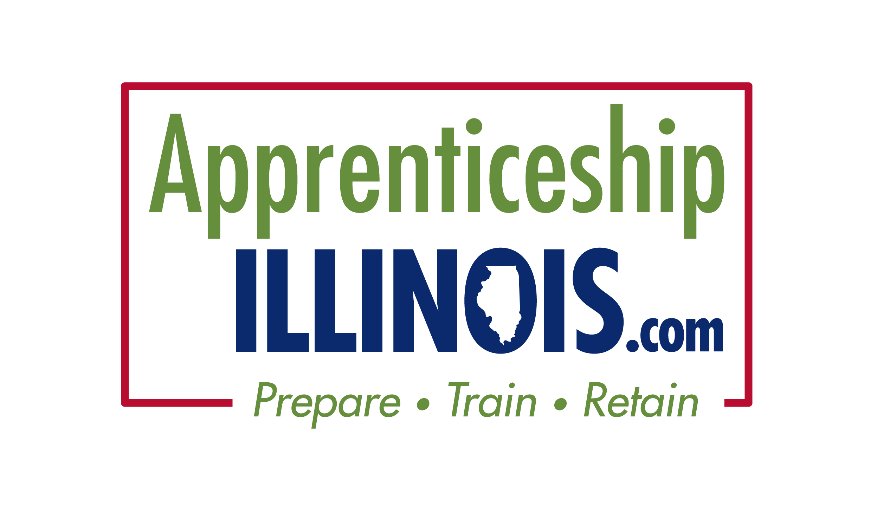 Apprenticeship
ILLINOIS.com
Prepare • Train • Retain